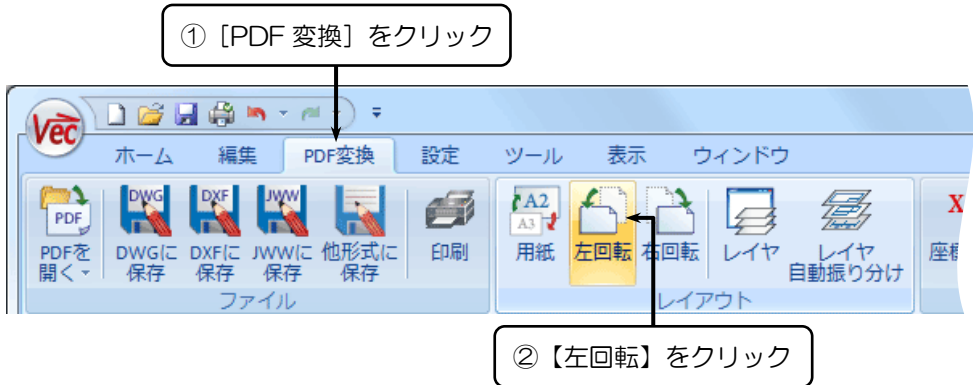 ① [PDF 変換] をクリック
Vec
ホーム 編集 PDF変換 設定 ツール 表示 ウィンドウ
PDF DWG DXF JWW A2 A3 X
PDFを開く DWGに保存 DXFに保存 JWWに保存 他形式に保存 印刷 用紙 左回転 右回転 レイヤ レイヤ自動振り分け
ファイル レイアウト
②【左回転】をクリック